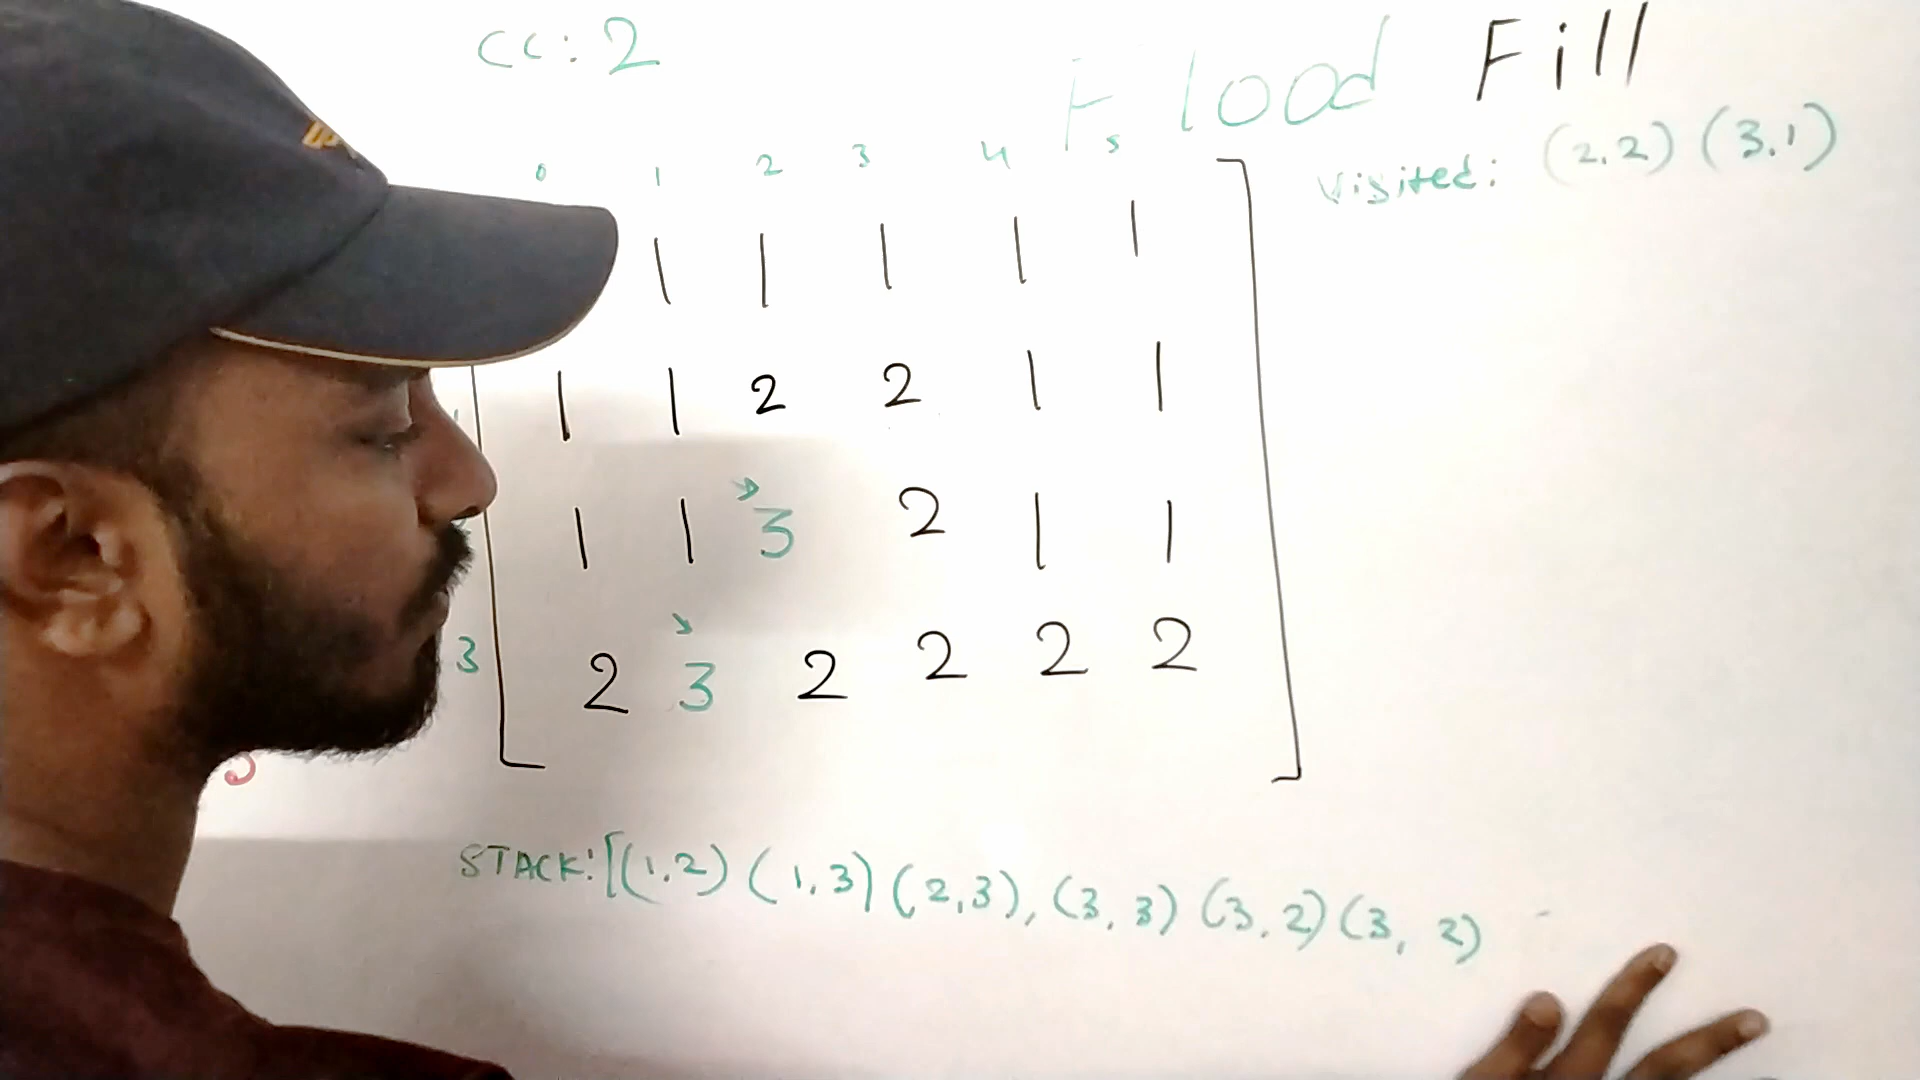 CC: 2
Flood Fill
visited: (2,2) (3,1)
0 1 2 3 4 5
1 1 1 1 1
1 1 2 2 1 1
1 1 3 2 1 1
3 2 3 2 2 2 2
STACK: [(1,2) (1,3) (2,3), (3,3) (3,2) (3, 2)